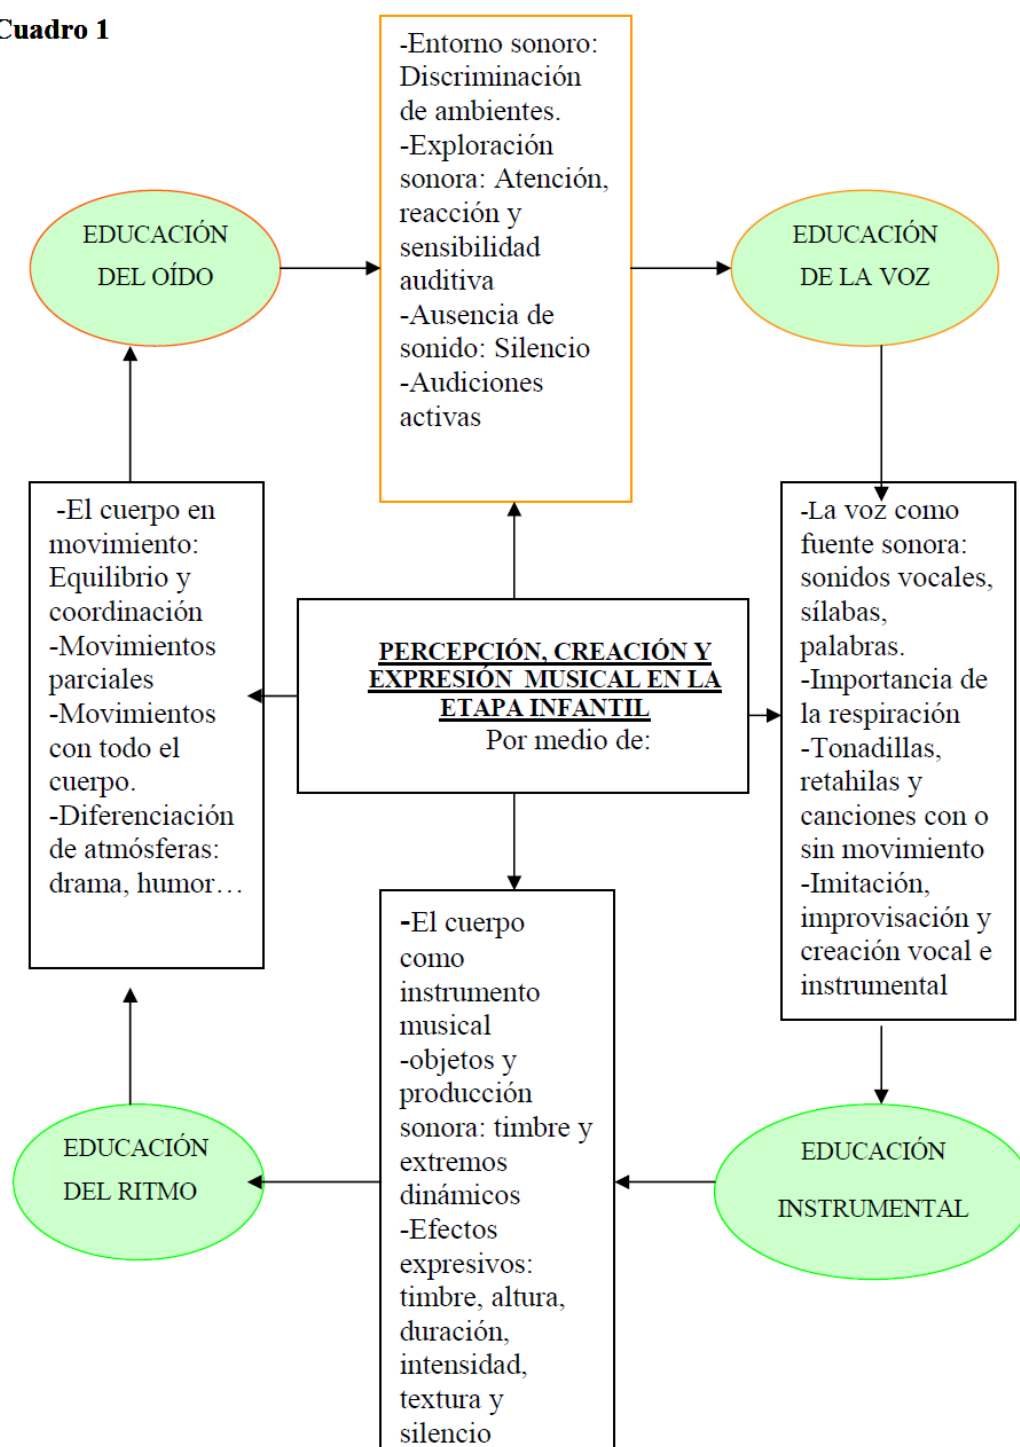 Cuadro 1
-Entorno sonoro:
Discriminación
de ambientes.
-Exploración
sonora: Atención,
reacción y
sensibilidad
auditiva
-Ausencia de
sonido: Silencio
-Audiciones
activas
EDUCACIÓN
DEL OÍDO
EDUCACIÓN
DE LA VOZ
-El cuerpo en
movimiento:
Equilibrio y
coordinación
-Movimientos
parciales
-Movimientos
con todo el
cuerpo.
-Diferenciación
de atmósferas:
drama, humor…
PERCEPCIÓN, CREACIÓN Y
EXPRESIÓN MUSICAL EN LA
ETAPA INFANTIL
Por medio de:
-La voz como
fuente sonora:
sonidos vocales,
sílabas,
palabras.
-Importancia de
la respiración
-Tonadillas,
retahilas y
canciones con o
sin movimiento
-Imitación,
improvisación y
creación vocal e
instrumental
-El cuerpo
como
instrumento
musical
-objetos y
producción
sonora: timbre y
extremos
dinámicos
-Efectos
expresivos:
timbre, altura,
duración,
intensidad,
textura y
silencio
EDUCACIÓN
DEL RITMO
EDUCACIÓN
INSTRUMENTAL